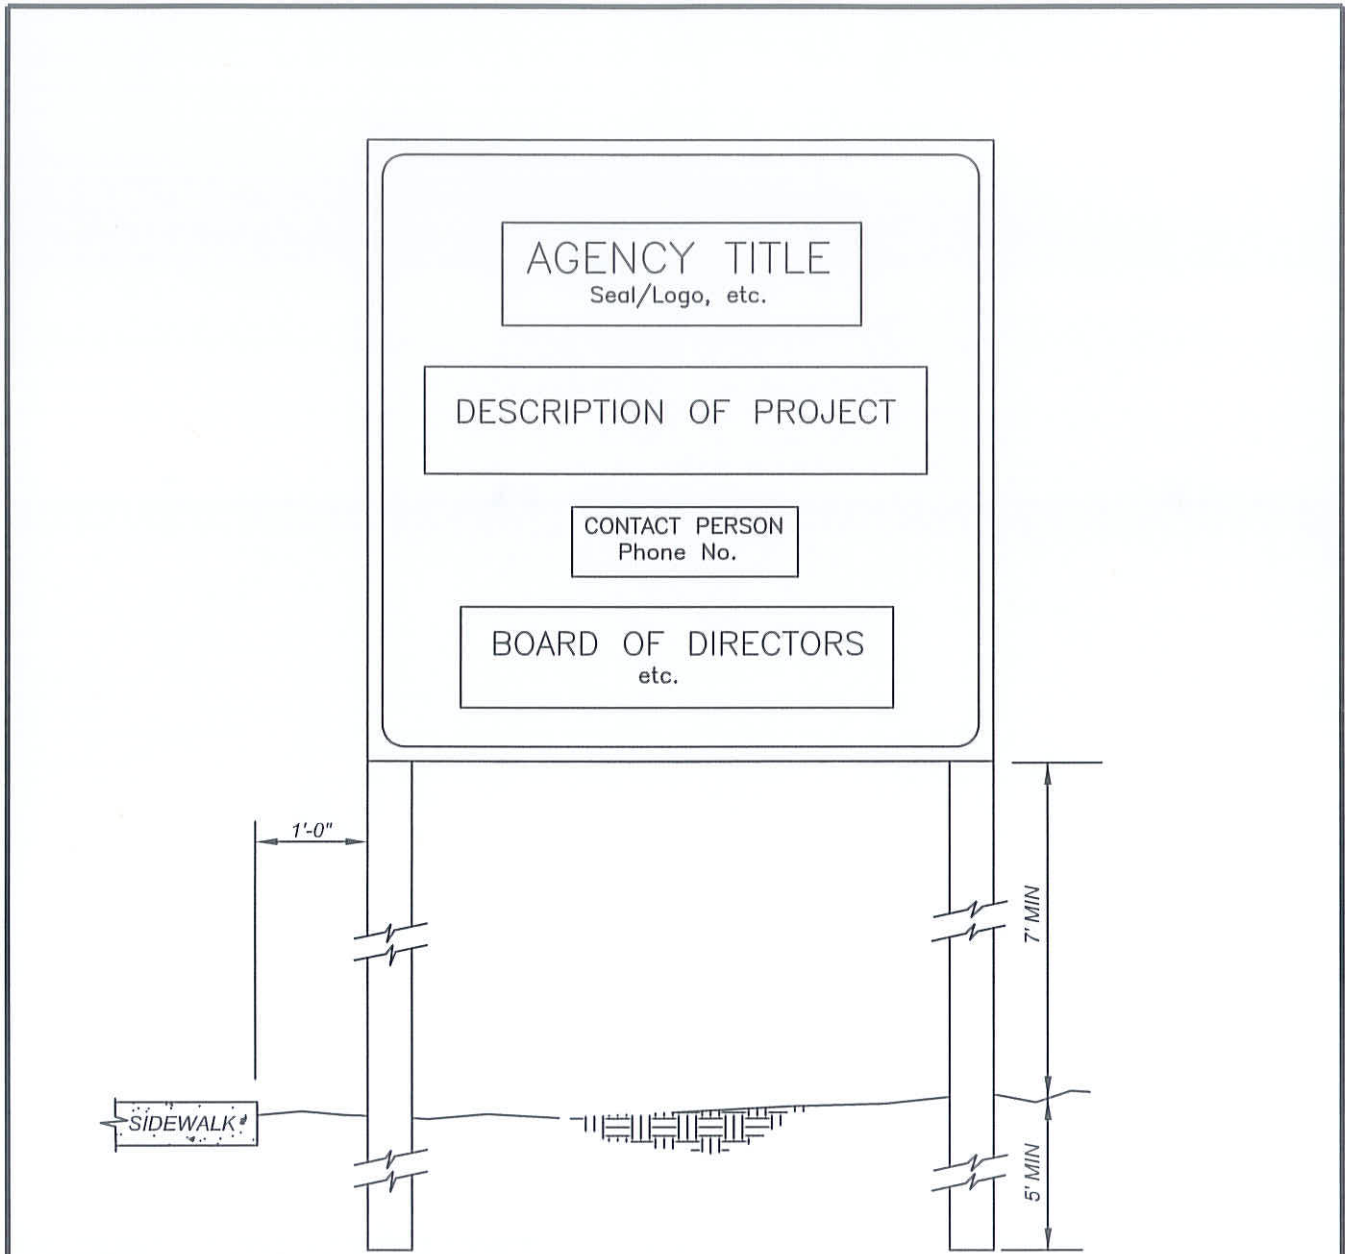 AGENCY TITLE
Seal/Logo, etc.
DESCRIPTION OF PROJECT
CONTACT PERSON
Phone No.
BOARD OF DIRECTORS
etc.
1'-0"
7' MIN
SIDEWALK
5' MIN